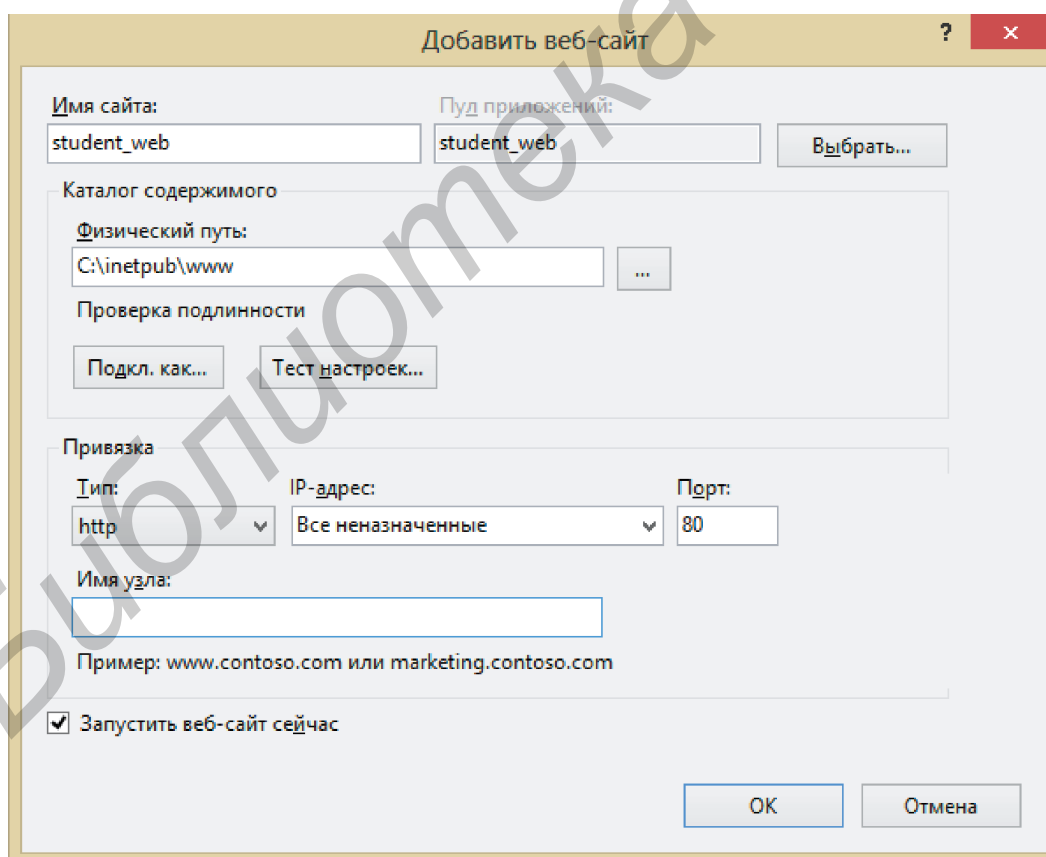 Добавить веб-сайт
?
Имя сайта:
Пул приложений:
student_web
student_web
Выбрать...
Каталог содержимого
Физический путь:
C:\inetpub\www
...
Проверка подлинности
Подкл. как...
Тест настроек...
Привязка
Тип:
IP-адрес:
Порт:
http
Все неназначенные
80
Имя узла:
Пример: www.contoso.com или marketing.contoso.com
Запустить веб-сайт сейчас
OK
Отмена
Библиотека